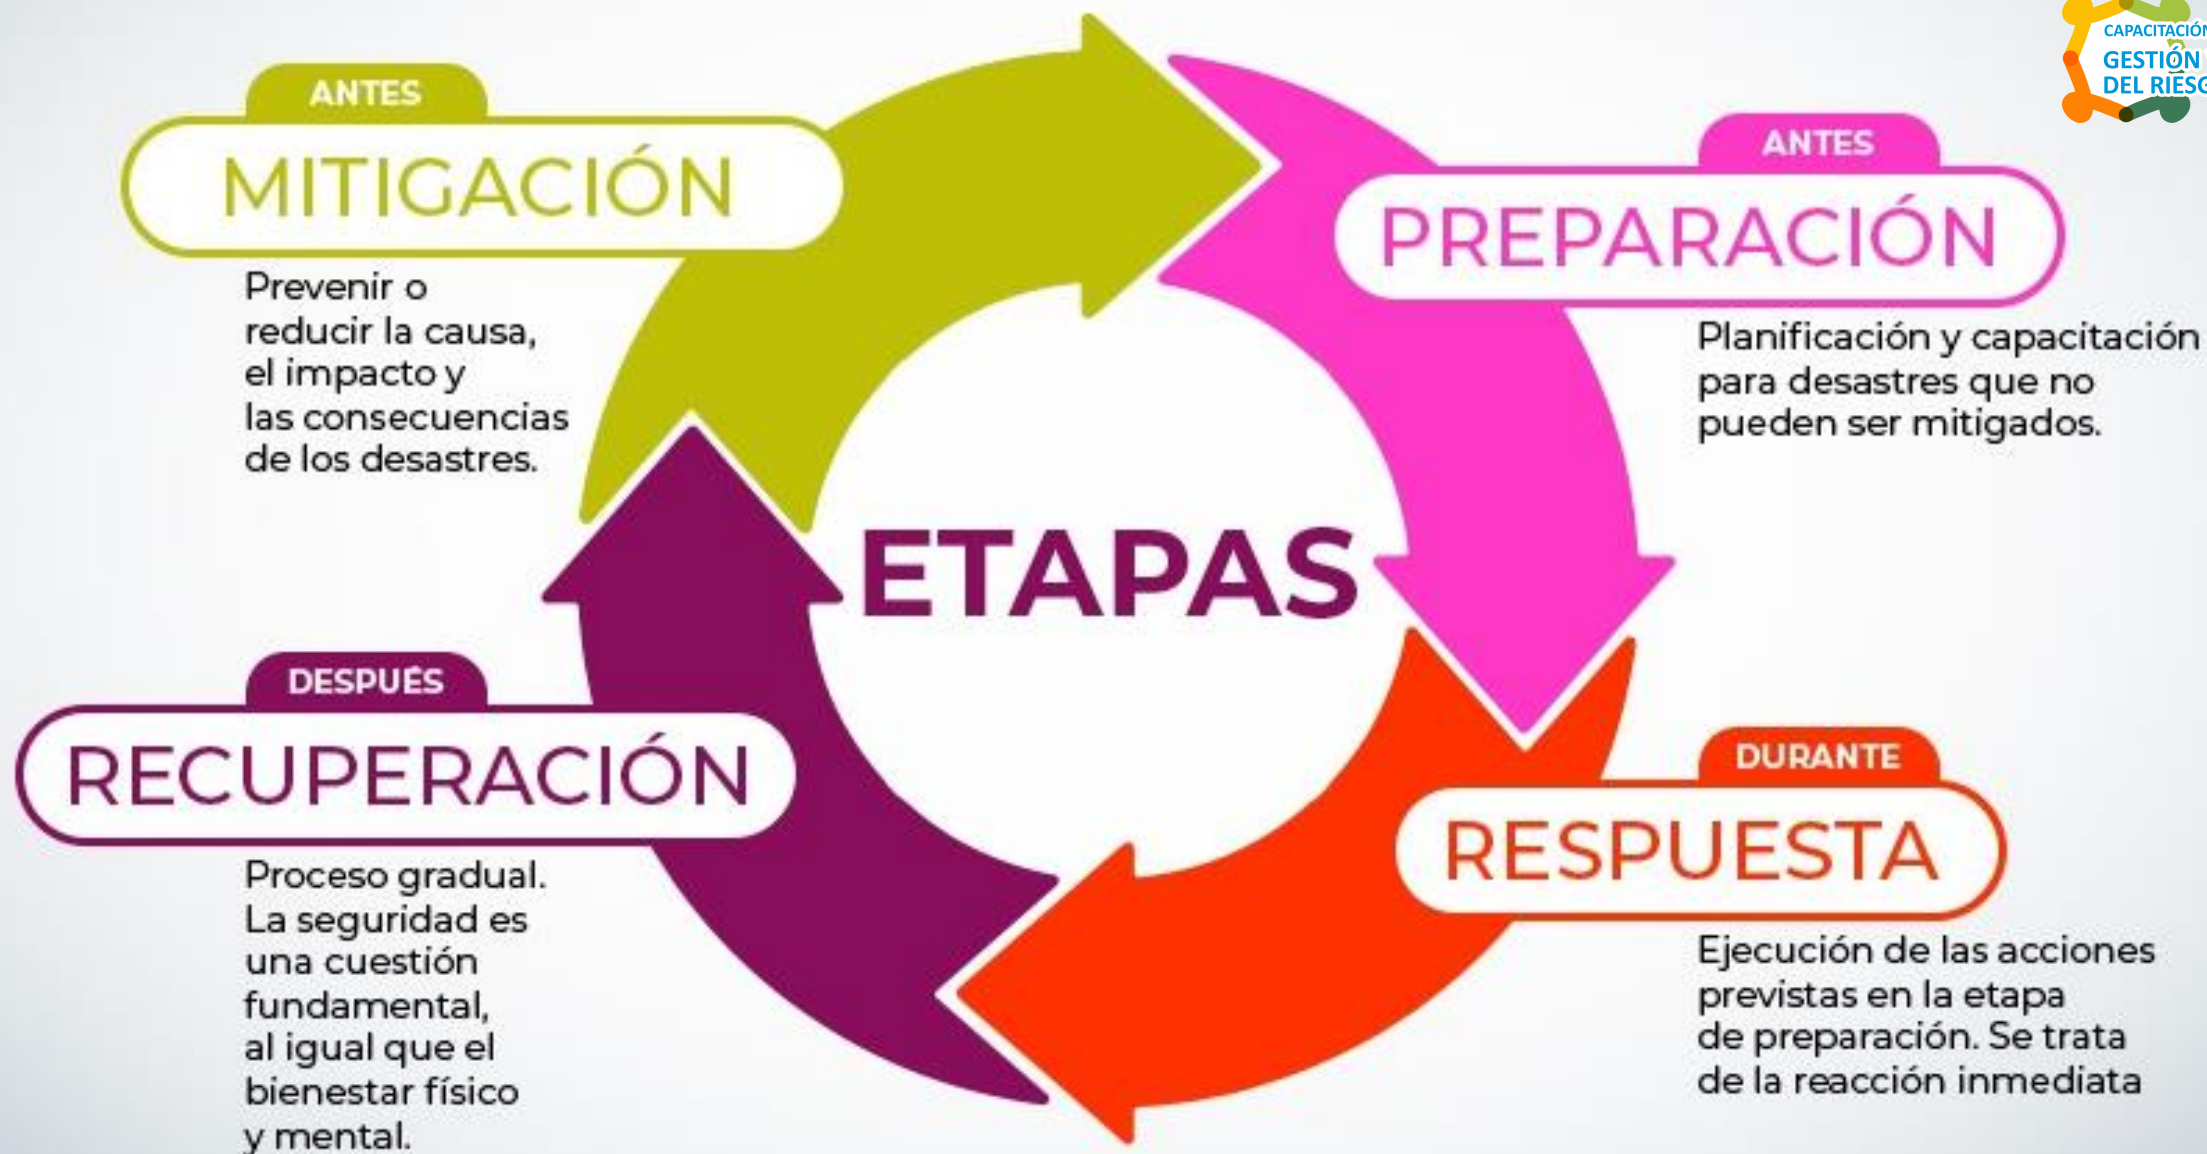 CAPACITACIÓN
GESTIÓN
ANTES
MITIGACIÓN
Prevenir o
reducir la causa,
el impacto y
las consecuencias
de los desastres.
ANTES
PREPARACIÓN
Planificación y capacitación
para desastres que no
pueden ser mitigados.
ETAPAS
DURANTE
RESPUESTA
Ejecución de las acciones
previstas en la etapa
de preparación. Se trata
de la reacción inmediata
DESPUÉS
RECUPERACIÓN
Proceso gradual.
La seguridad es
una cuestión
fundamental,
al igual que el
bienestar físico
y mental.